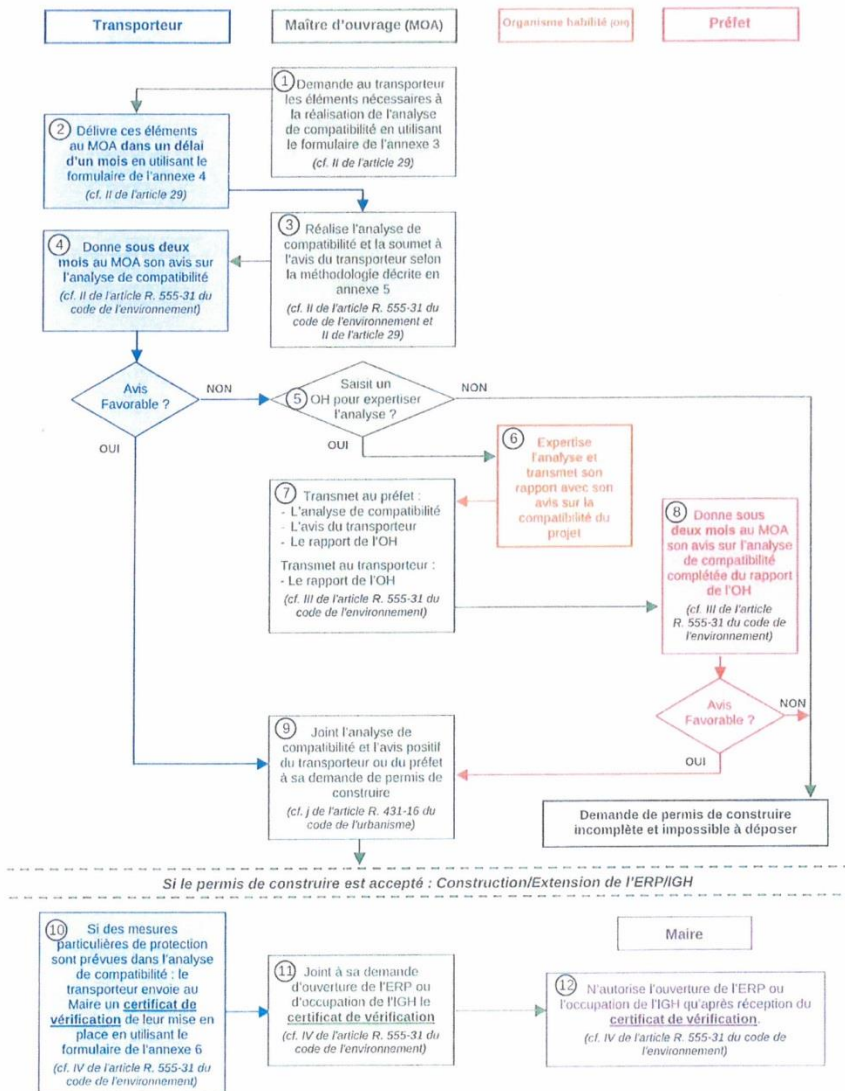 Transporteur
Maître d'ouvrage (MOA)
Organisme habilité (OH)
Préfet
1 Demande au transporteur
les éléments nécessaires à
la réalisation de l'analyse
de compatibilité en utilisant
le formulaire de l'annexe 3
(cf. II de l'article 29)
2 Délivre ces éléments
au MOA dans un délai
d'un mois en utilisant le
formulaire de l'annexe 4
(cf. II de l'article 29)
3 Réalise l'analyse de
compatibilité et la soumet à
l'avis du transporteur selon
la méthodologie décrite en
annexe 5
(cf. II de l'article R. 555-31 du
code de l'environnement et
II de l'article 29)
4 Donne sous deux
mois au MOA son avis sur
l'analyse de compatibilité
(cf. II de l'article R. 555-31 du
code de l'environnement)
Avis
Favorable ?
NON
OUI
Saisit un
5 OH pour expertiser
l'analyse ?
NON
OUI
6 Expertise
l'analyse et
transmet son
rapport avec son
avis sur la
compatibilité du
projet
7 Transmet au préfet :
- L'analyse de compatibilité
- L'avis du transporteur
- Le rapport de l'OH
Transmet au transporteur :
- Le rapport de l'OH
(cf. III de l'article R. 555-31 du
code de l'environnement)
8 Donne sous
deux mois au MOA
son avis sur l'analyse
de compatibilité
complétée du rapport
de l'OH
(cf. III de l'article
R. 555-31 du code de
l'environnement)
Avis
Favorable ?
NON
OUI
9 Joint l'analyse de
compatibilité et l'avis positif
du transporteur ou du préfet
à sa demande de permis de
construire
(cf. j de l'article R. 431-16 du
code de l'urbanisme)
Demande de permis de construire
incomplète et impossible à déposer
Si le permis de construire est accepté : Construction/Extension de l'ERP/IGH
10 Si des mesures
particulières de protection
sont prévues dans l'analyse
de compatibilité : le
transporteur envoie au
Maire un certificat de
vérification de leur mise en
place en utilisant le
formulaire de l'annexe 6
(cf. IV de l'article R. 555-31 du
code de l'environnement)
11 Joint à sa demande
d'ouverture de l'ERP ou
d'occupation de l'IGH le
certificat de vérification
(cf. IV de l'article R. 555-31 du
code de l'environnement)
Maire
12 N'autorise l'ouverture de l'ERP ou
l'occupation de l'IGH qu'après réception du
certificat de vérification.
(cf. IV de l'article R. 555-31 du code de
l'environnement)